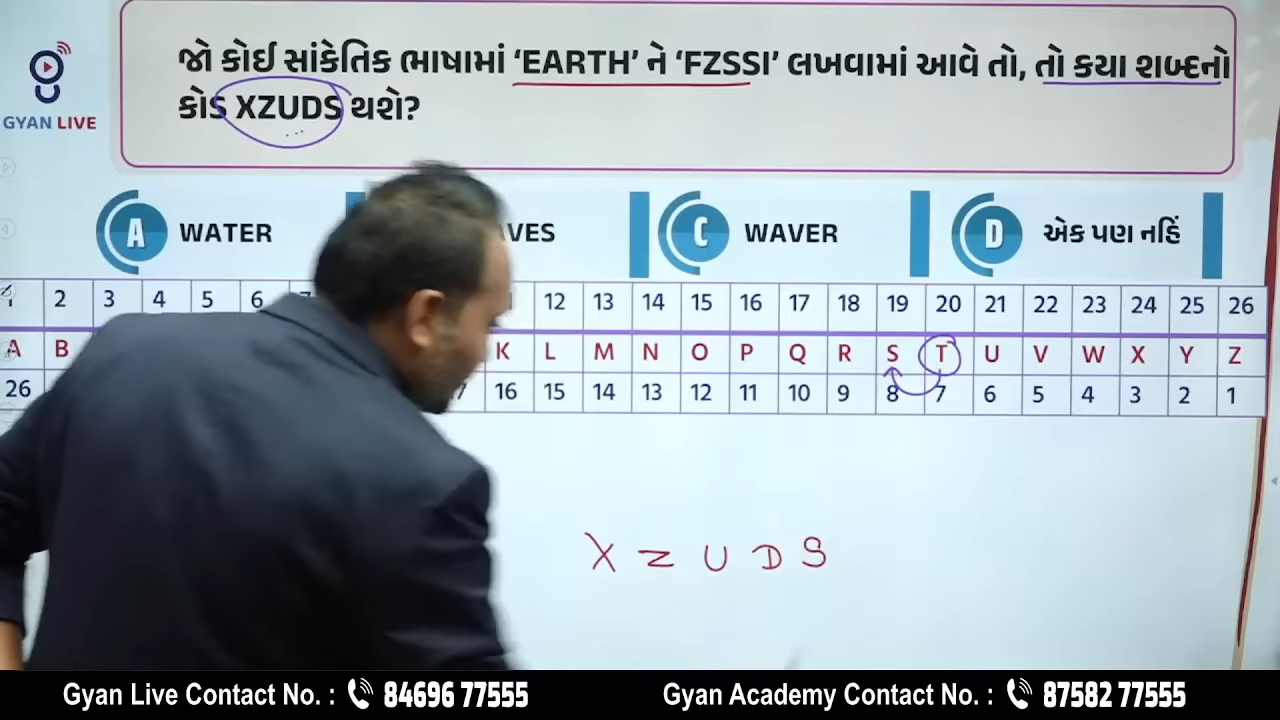 જો કોઈ સાંકેતિક ભાષામાં ‘EARTH’ ને ‘FZSSI’ લખવામાં આવે તો, તો કયા શબ્દનો
કોડ XZUDS થશે?
GYAN LIVE
A WATER
VES
C WAVER
D એક પણ નહિં
1 2 3 4 5 6 12 13 14 15 16 17 18 19 20 21 22 23 24 25 26
A B K L M N O P Q R S T U V W X Y Z
26 16 15 14 13 12 11 10 9 8 7 6 5 4 3 2 1
X Z U D S
Gyan Live Contact No. : 84696 77555
Gyan Academy Contact No. : 87582 77555